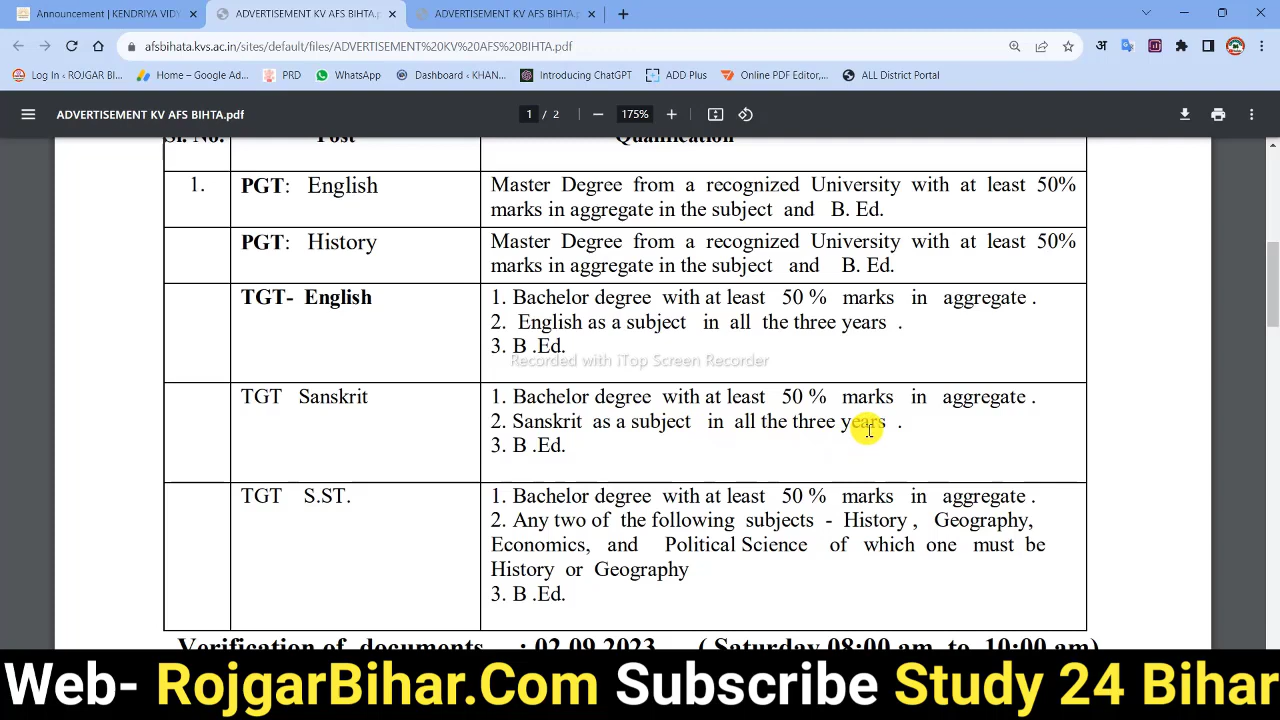 Announcement | KENDRIYA VIDY
ADVERTISEMENT KV AFS BIHTA.p
ADVERTISEMENT KV AFS BIHTA.p
afsbihata.kvs.ac.in/sites/default/files/ADVERTISEMENT%20KV%20AFS%20BIHTA.pdf
अ
Log In ‹ ROJGAR BI...
Home – Google Ad...
PRD
WhatsApp
Dashboard ‹ KHAN...
Introducing ChatGPT
ADD Plus
Online PDF Editor,...
ALL District Portal
ADVERTISEMENT KV AFS BIHTA.pdf
1 / 2
175%
Sl. No. Post Qualification
1. PGT: English Master Degree from a recognized University with at least 50%
marks in aggregate in the subject and B. Ed.
PGT: History Master Degree from a recognized University with at least 50%
marks in aggregate in the subject and B. Ed.
TGT- English 1. Bachelor degree with at least 50 % marks in aggregate .
2. English as a subject in all the three years .
3. B .Ed.
Recorded with iTop Screen Recorder
TGT Sanskrit 1. Bachelor degree with at least 50 % marks in aggregate .
2. Sanskrit as a subject in all the three years .
3. B .Ed.
TGT S.ST. 1. Bachelor degree with at least 50 % marks in aggregate .
2. Any two of the following subjects - History , Geography,
Economics, and Political Science of which one must be
History or Geography
3. B .Ed.
Verification of documents : 02.09.2023 ( Saturday 08:00 am to 10:00 am)
Web- RojgarBihar.Com Subscribe Study 24 Bihar